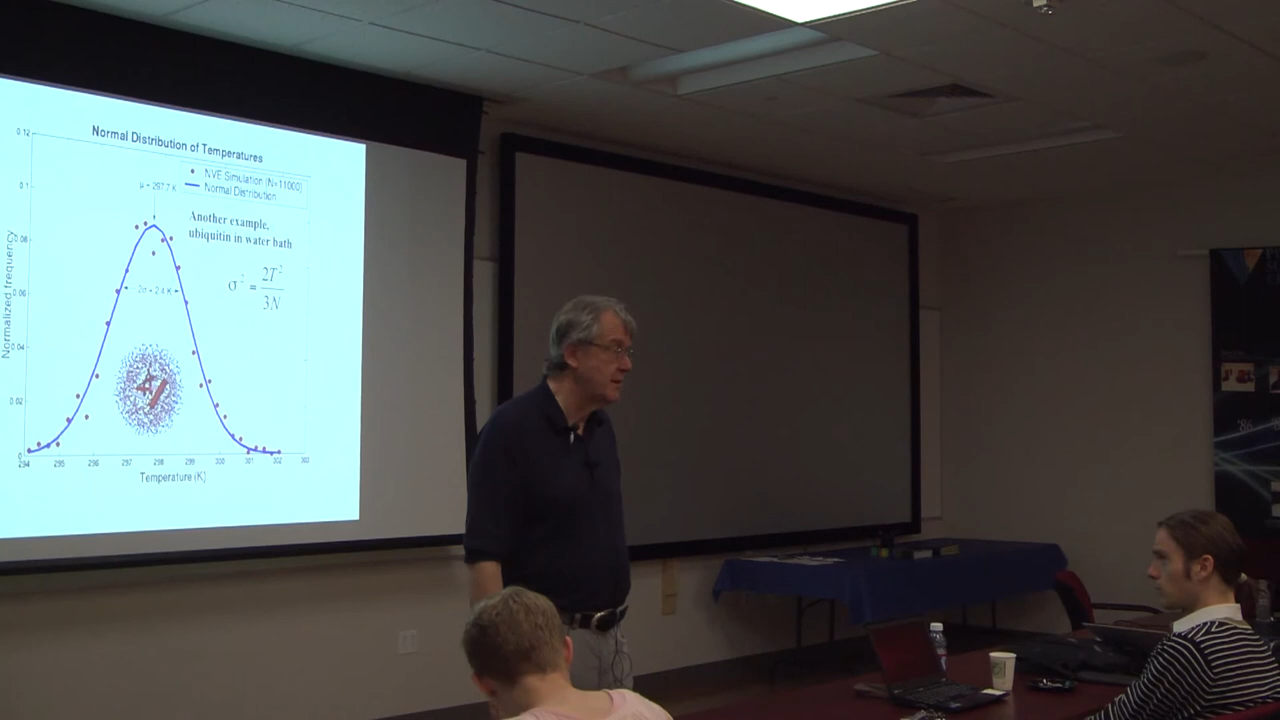 Normal Distribution of Temperatures
NVE Simulation (N=11000)
Normal Distribution
μ = 297.7 K
Another example,
ubiquitin in water bath
σ² = 2T² / 3N
2σ = 2.4 K
Normalized frequency
0.12
0.1
0.08
0.06
0.04
0.02
0
294 295 296 297 298 299 300 301 302 303
Temperature (K)
'86